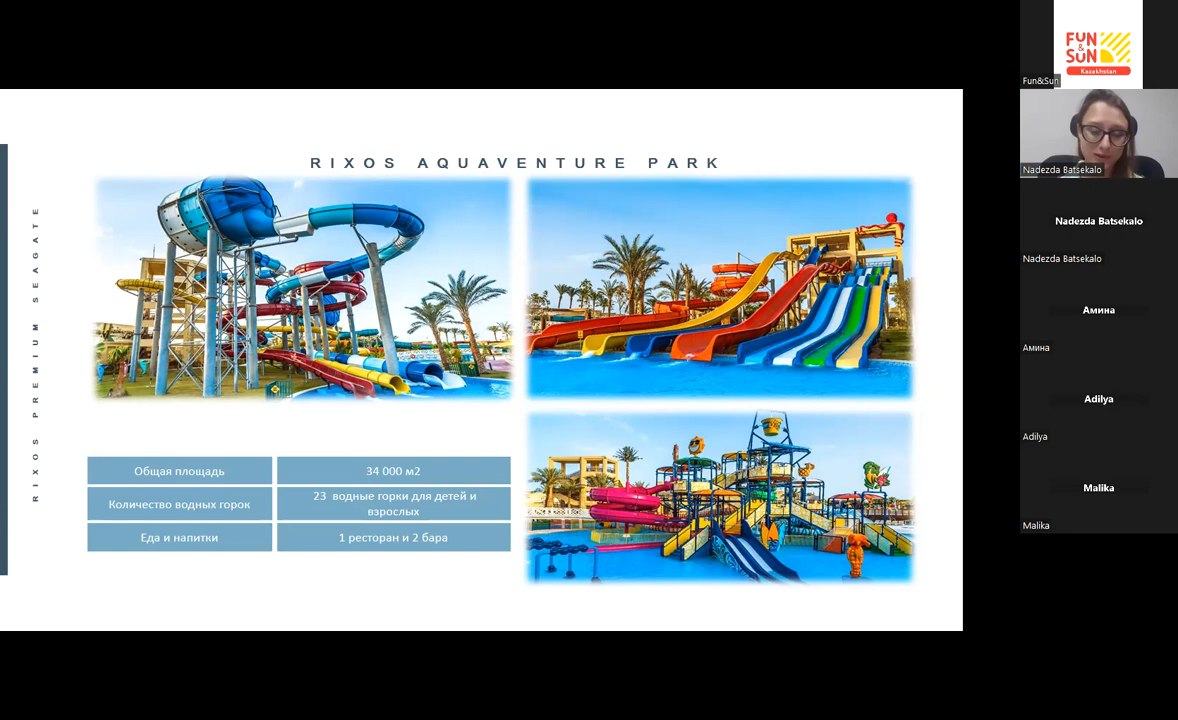 RIXOS AQUAVENTURE PARK
RIXOS PREMIUM SEAGATE
Общая площадь
34 000 м2
Количество водных горок
23 водные горки для детей и
взрослых
Еда и напитки
1 ресторан и 2 бара
FUN
&
SUN
Kazakhstan
Fun&Sun
Nadezda Batsekalo
Nadezda Batsekalo
Nadezda Batsekalo
Амина
Амина
Adilya
Adilya
Malika
Malika